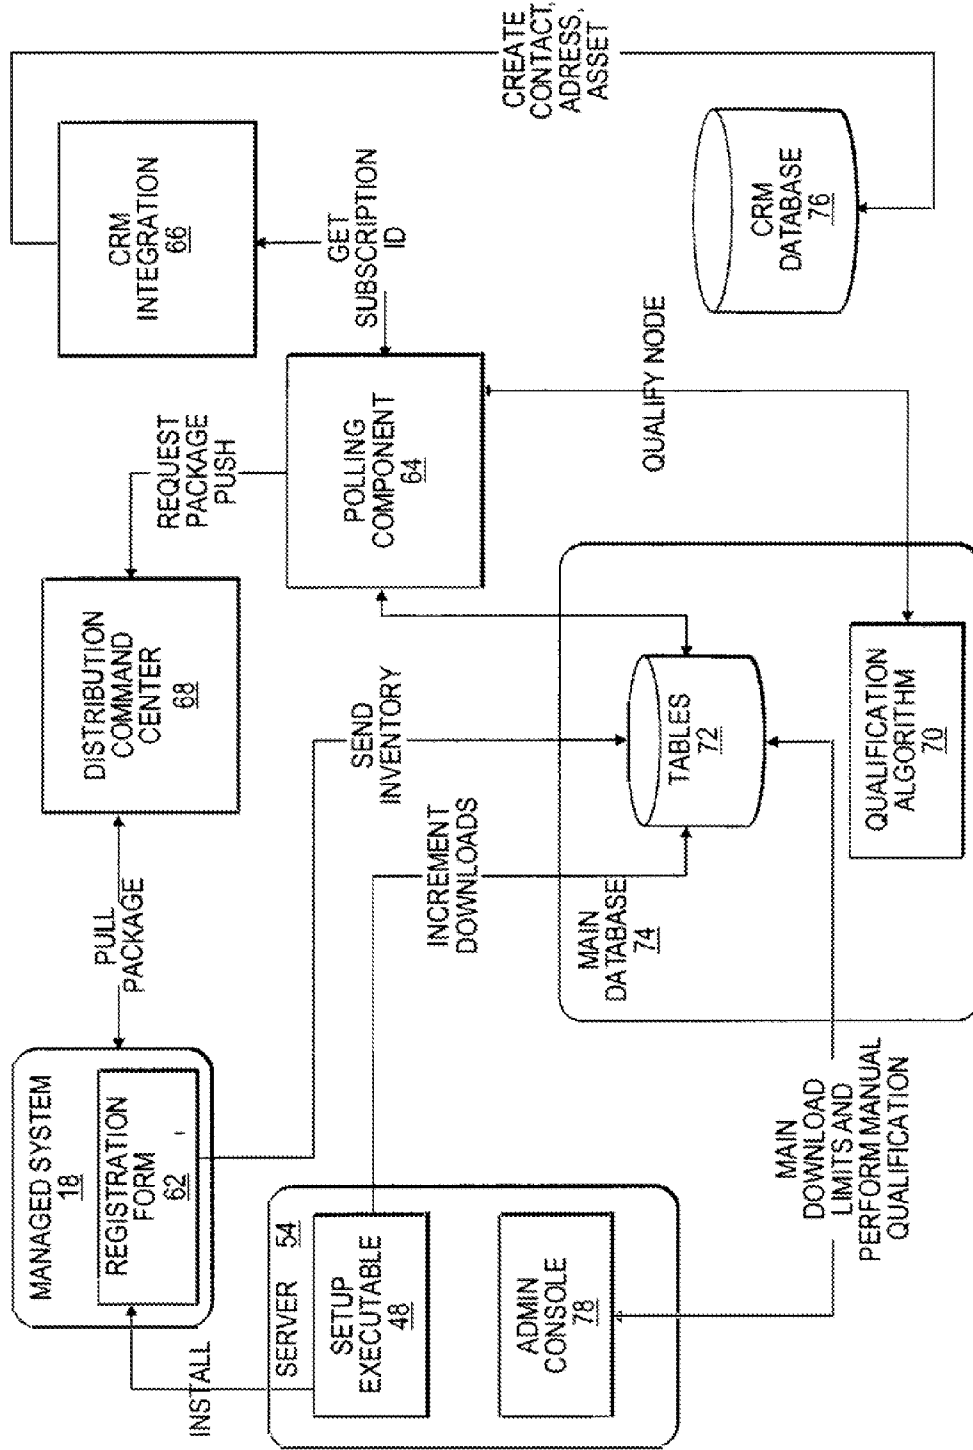 MANAGED SYSTEM
18
REGISTRATION
FORM
62
PULL
PACKAGE
DISTRIBUTION
COMMAND
CENTER
68
REQUEST
PACKAGE
PUSH
CRM
INTEGRATION
66
INSTALL
SERVER 54
SETUP
EXECUTABLE
48
ADMIN
CONSOLE
78
SEND
INVENTORY
INCREMENT
DOWNLOADS
POLLING
COMPONENT
64
GET
SUBSCRIPTION
ID
CREATE
CONTACT,
ADRESS,
ASSET
MAIN
DATABASE
74
TABLES
72
QUALIFICATION
ALGORITHM
70
QUALIFY NODE
CRM
DATABASE
76
MAIN
DOWNLOAD
LIMITS AND
PERFORM MANUAL
QUALIFICATION